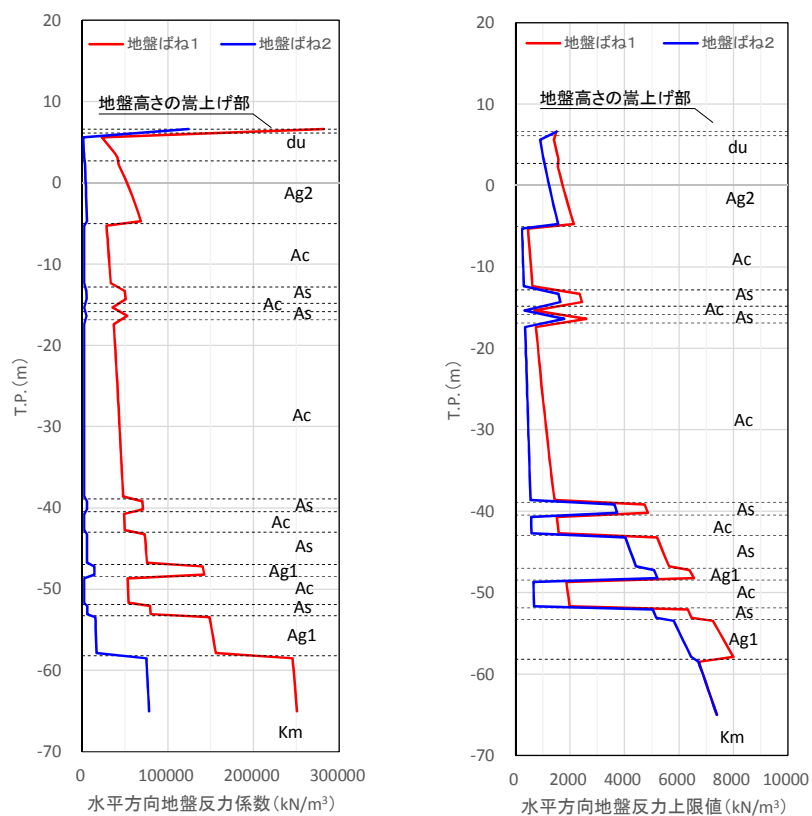 地盤ばね１ 地盤ばね２
地盤高さの嵩上げ部
20
10
0
-10
-20
-30
-40
-50
-60
-70
T.P.（m）
du
Ag2
Ac
As
Ac
As
Ac
As
Ac
As
Ag1
Ac
As
Ag1
Km
0 100000 200000 300000
水平方向地盤反力係数（kN/m³）
地盤ばね１ 地盤ばね２
地盤高さの嵩上げ部
20
10
0
-10
-20
-30
-40
-50
-60
-70
T.P.（m）
du
Ag2
Ac
As
Ac
As
Ac
As
Ac
As
Ag1
Ac
As
Ag1
Km
0 2000 4000 6000 8000 10000
水平方向地盤反力上限値（kN/m³）